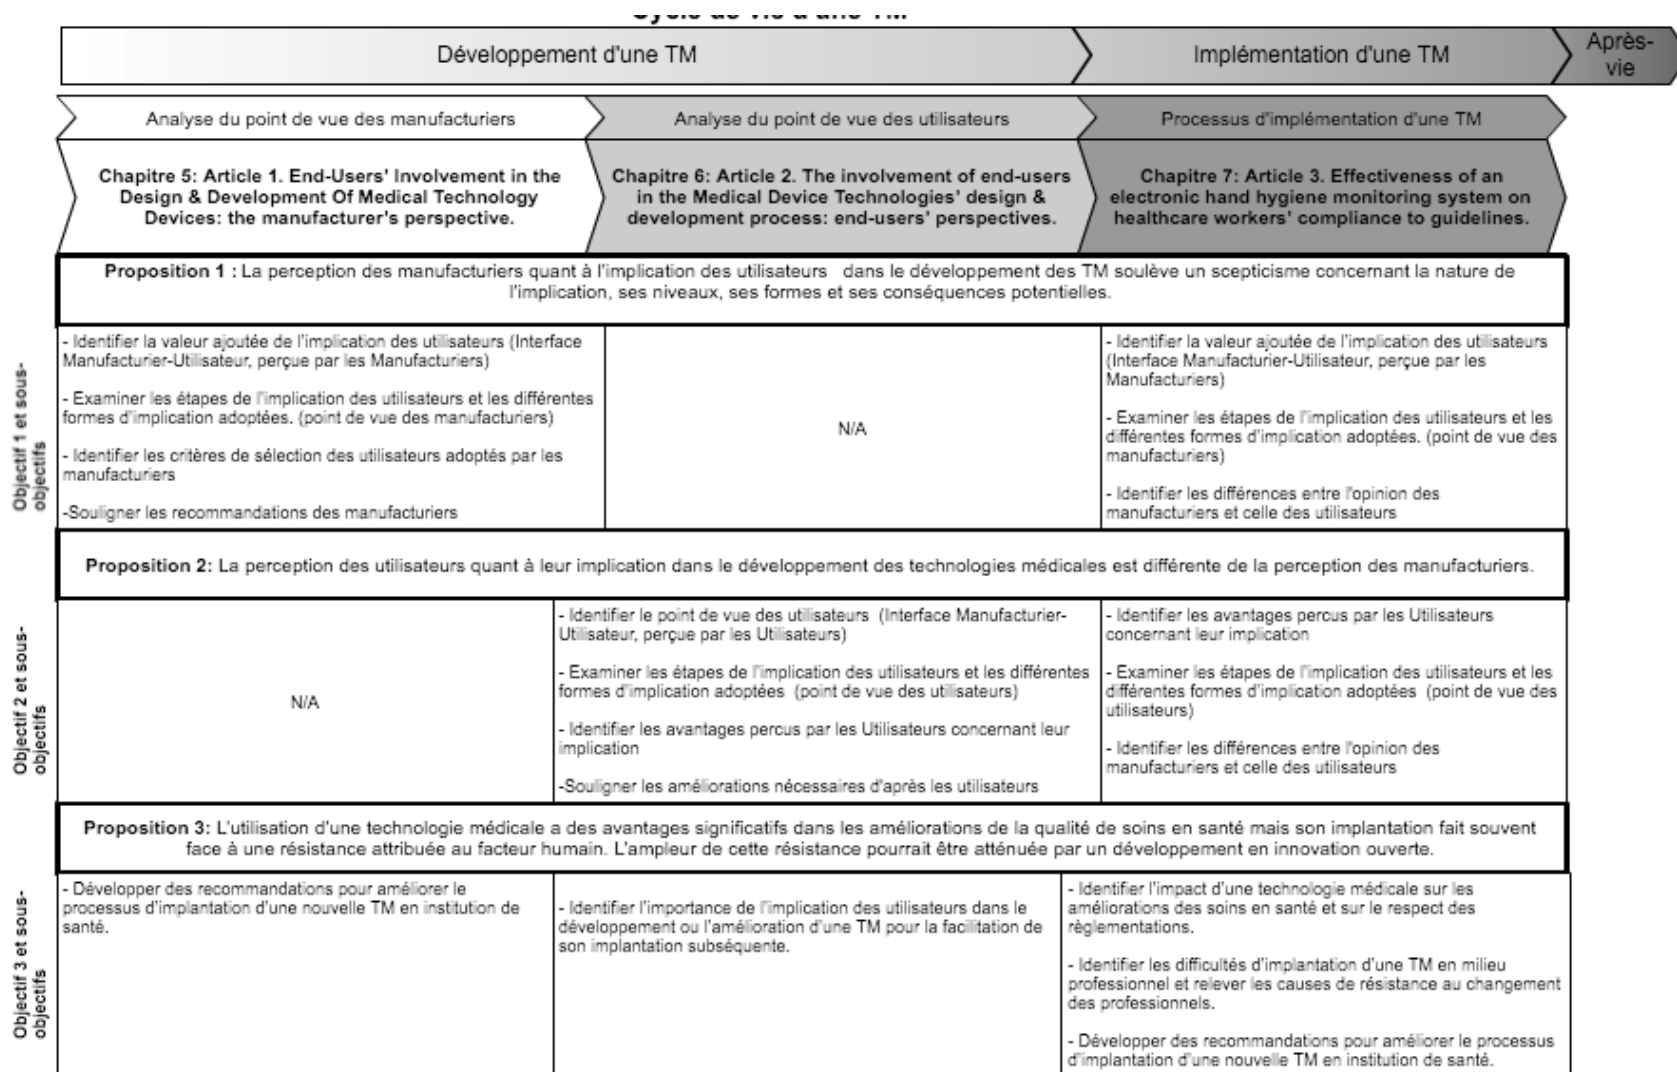 Cycle de vie d'une TM
Développement d'une TM
Implémentation d'une TM
Après-
vie
Analyse du point de vue des manufacturiers
Analyse du point de vue des utilisateurs
Processus d'implémentation d'une TM
Chapitre 5: Article 1. End-Users' Involvement in the
Design & Development Of Medical Technology
Devices: the manufacturer's perspective.
Chapitre 6: Article 2. The involvement of end-users
in the Medical Device Technologies' design &
development process: end-users' perspectives.
Chapitre 7: Article 3. Effectiveness of an
electronic hand hygiene monitoring system on
healthcare workers' compliance to guidelines.
Proposition 1 : La perception des manufacturiers quant à l'implication des utilisateurs dans le développement des TM soulève un scepticisme concernant la nature de
l'implication, ses niveaux, ses formes et ses conséquences potentielles.
Objectif 1 et sous-
objectifs
- Identifier la valeur ajoutée de l'implication des utilisateurs (Interface
Manufacturier-Utilisateur, perçue par les Manufacturiers)
- Examiner les étapes de l'implication des utilisateurs et les différentes
formes d'implication adoptées. (point de vue des manufacturiers)
- Identifier les critères de sélection des utilisateurs adoptés par les
manufacturiers
-Souligner les recommandations des manufacturiers
N/A
- Identifier la valeur ajoutée de l'implication des utilisateurs
(Interface Manufacturier-Utilisateur, perçue par les
Manufacturiers)
- Examiner les étapes de l'implication des utilisateurs et les
différentes formes d'implication adoptées. (point de vue des
manufacturiers)
- Identifier les différences entre l'opinion des
manufacturiers et celle des utilisateurs
Proposition 2: La perception des utilisateurs quant à leur implication dans le développement des technologies médicales est différente de la perception des manufacturiers.
Objectif 2 et sous-
objectifs
N/A
- Identifier le point de vue des utilisateurs (Interface Manufacturier-
Utilisateur, perçue par les Utilisateurs)
- Examiner les étapes de l'implication des utilisateurs et les différentes
formes d'implication adoptées (point de vue des utilisateurs)
- Identifier les avantages percus par les Utilisateurs concernant leur
implication
-Souligner les améliorations nécessaires d'après les utilisateurs
- Identifier les avantages percus par les Utilisateurs
concernant leur implication
- Examiner les étapes de l'implication des utilisateurs et les
différentes formes d'implication adoptées (point de vue des
utilisateurs)
- Identifier les différences entre l'opinion des
manufacturiers et celle des utilisateurs
Proposition 3: L'utilisation d'une technologie médicale a des avantages significatifs dans les améliorations de la qualité de soins en santé mais son implantation fait souvent
face à une résistance attribuée au facteur humain. L'ampleur de cette résistance pourrait être atténuée par un développement en innovation ouverte.
Objectif 3 et sous-
objectifs
- Développer des recommandations pour améliorer le
processus d'implantation d'une nouvelle TM en institution de
santé.
- Identifier l'importance de l'implication des utilisateurs dans le
développement ou l'amélioration d'une TM pour la facilitation de
son implantation subséquente.
- Identifier l'impact d'une technologie médicale sur les
améliorations des soins en santé et sur le respect des
règlementations.
- Identifier les difficultés d'implantation d'une TM en milieu
professionnel et relever les causes de résistance au changement
des professionnels.
- Développer des recommandations pour améliorer le processus
d'implantation d'une nouvelle TM en institution de santé.